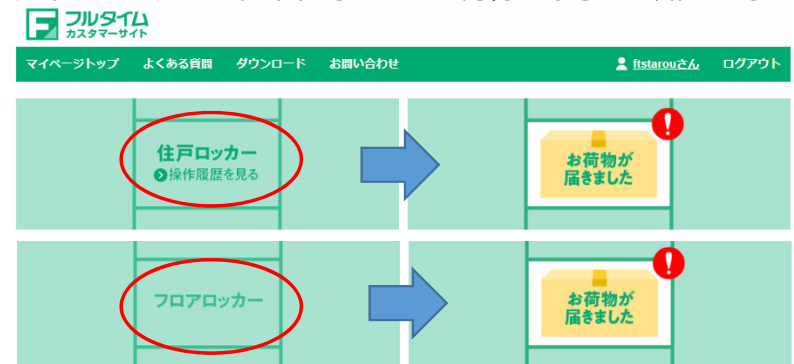 フルタイム
カスタマーサイト
マイページトップ よくある質問 ダウンロード お問い合わせ ftstarouさん ログアウト
住戸ロッカー
操作履歴を見る
お荷物が
届きました
フロアロッカー
お荷物が
届きました